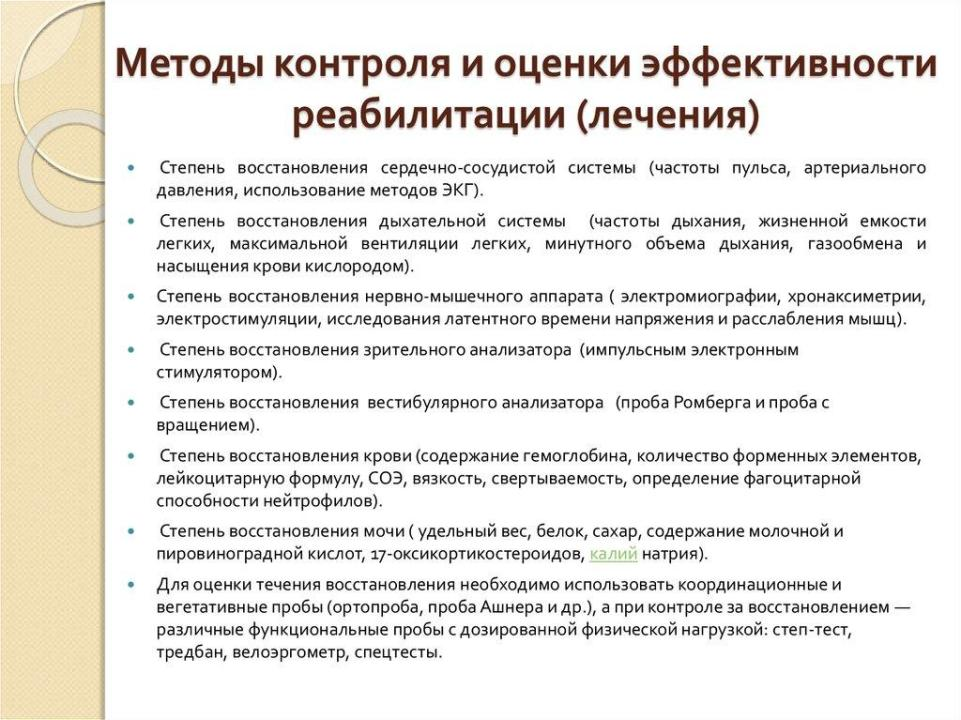 Методы контроля и оценки эффективности
реабилитации (лечения)
• Степень восстановления сердечно-сосудистой системы (частоты пульса, артериального
давления, использование методов ЭКГ).
• Степень восстановления дыхательной системы (частоты дыхания, жизненной емкости
легких, максимальной вентиляции легких, минутного объема дыхания, газообмена и
насыщения крови кислородом).
• Степень восстановления нервно-мышечного аппарата ( электромиографии, хронаксиметрии,
электростимуляции, исследования латентного времени напряжения и расслабления мышц).
• Степень восстановления зрительного анализатора (импульсным электронным
стимулятором).
• Степень восстановления вестибулярного анализатора (проба Ромберга и проба с
вращением).
• Степень восстановления крови (содержание гемоглобина, количество форменных элементов,
лейкоцитарную формулу, СОЭ, вязкость, свертываемость, определение фагоцитарной
способности нейтрофилов).
• Степень восстановления мочи ( удельный вес, белок, сахар, содержание молочной и
пировиноградной кислот, 17-оксикортикостероидов, калий натрия).
• Для оценки течения восстановления необходимо использовать координационные и
вегетативные пробы (ортопроба, проба Ашнера и др.), а при контроле за восстановлением —
различные функциональные пробы с дозированной физической нагрузкой: степ-тест,
тредбан, велоэргометр, спецтесты.